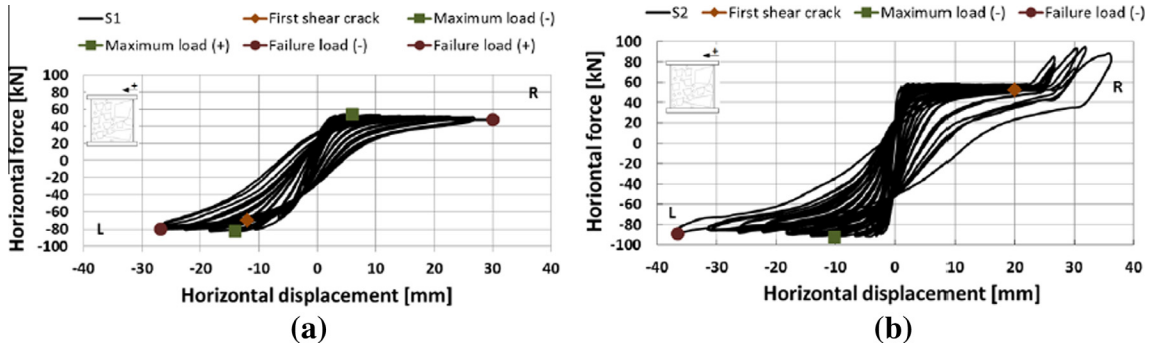 S1 First shear crack Maximum load (-)
Maximum load (+) Failure load (-) Failure load (+)
Horizontal force [kN]
100
80
60
40
20
0
-20
-40
-60
-80
-100
+
R
L
-40 -30 -20 -10 0 10 20 30 40
Horizontal displacement [mm]
(a)
S2 First shear crack Maximum load (-) Failure load (-)
Horiontal force [kN]
100
80
60
40
20
0
-20
-40
-60
-80
-100
+
R
L
-40 -30 -20 -10 0 10 20 30 40
Horizontal displacement [mm]
(b)